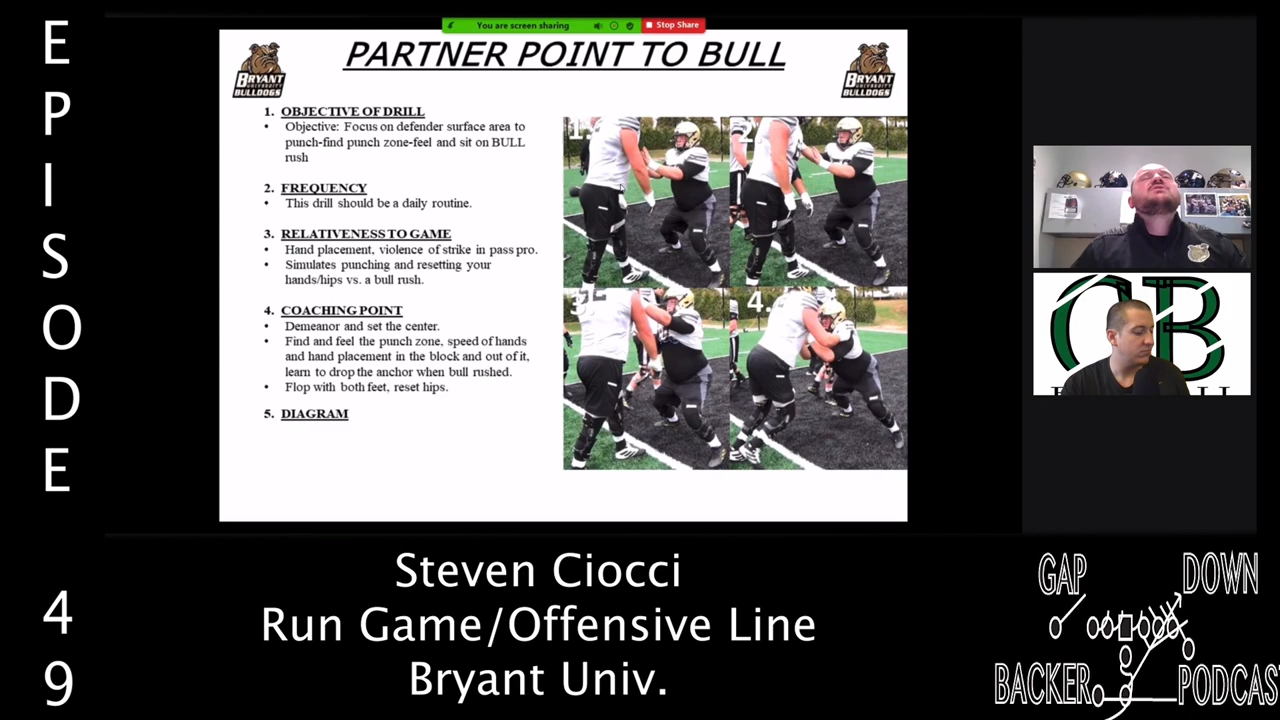 EPISODE
49
You are screen sharing
Stop Share
PARTNER POINT TO BULL
BRYANT
UNIVERSITY
BULLDOGS
BRYANT
UNIVERSITY
BULLDOGS
1. OBJECTIVE OF DRILL
• Objective: Focus on defender surface area to
punch-find punch zone-feel and sit on BULL
rush
2. FREQUENCY
• This drill should be a daily routine.
3. RELATIVENESS TO GAME
• Hand placement, violence of strike in pass pro.
• Simulates punching and resetting your
hands/hips vs. a bull rush.
4. COACHING POINT
• Demeanor and set the center.
• Find and feel the punch zone, speed of hands
and hand placement in the block and out of it,
learn to drop the anchor when bull rushed.
• Flop with both feet, reset hips.
5. DIAGRAM
1.
2.
3.
4.
Steven Ciocci
Run Game/Offensive Line
Bryant Univ.
GAP DOWN
BACKER PODCAST